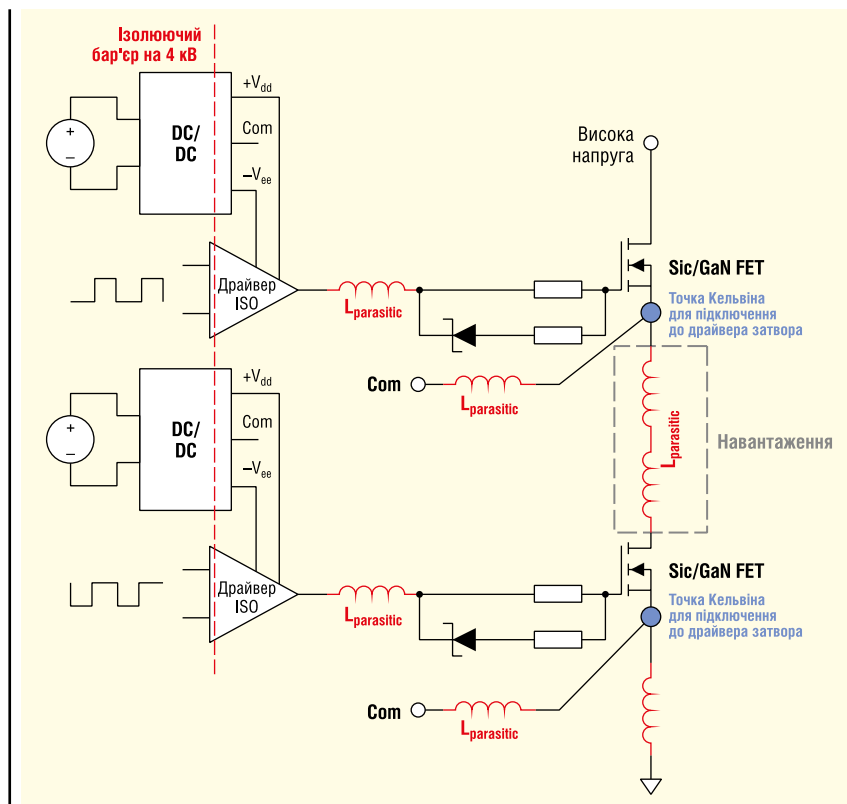 Ізолюючий
бар'єр на 4 кВ
+Vdd
DC/
DC
Com
–Vee
+
–
Висока
напруга
Драйвер
ISO
Lparasitic
Sic/GaN FET
Точка Кельвіна
для підключення
до драйвера затвора
Com
Lparasitic
+Vdd
DC/
DC
Com
–Vee
+
–
Lparasitic
Навантаження
Драйвер
ISO
Lparasitic
Sic/GaN FET
Точка Кельвіна
для підключення
до драйвера затвора
Com
Lparasitic